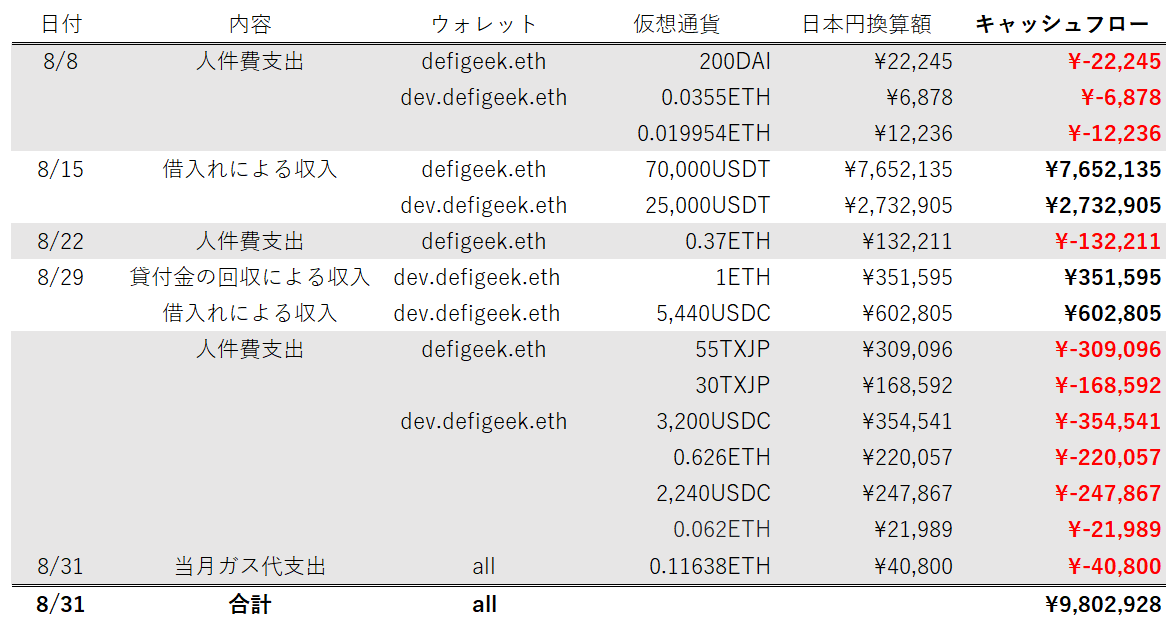 日付 内容 ウォレット 仮想通貨 日本円換算額 キャッシュフロー
8/8 人件費支出 defigeek.eth 200DAI ¥22,245 ¥-22,245
dev.defigeek.eth 0.0355ETH ¥6,878 ¥-6,878
0.019954ETH ¥12,236 ¥-12,236
8/15 借入れによる収入 defigeek.eth 70,000USDT ¥7,652,135 ¥7,652,135
dev.defigeek.eth 25,000USDT ¥2,732,905 ¥2,732,905
8/22 人件費支出 defigeek.eth 0.37ETH ¥132,211 ¥-132,211
8/29 貸付金の回収による収入 dev.defigeek.eth 1ETH ¥351,595 ¥351,595
借入れによる収入 dev.defigeek.eth 5,440USDC ¥602,805 ¥602,805
人件費支出 defigeek.eth 55TXJP ¥309,096 ¥-309,096
30TXJP ¥168,592 ¥-168,592
dev.defigeek.eth 3,200USDC ¥354,541 ¥-354,541
0.626ETH ¥220,057 ¥-220,057
2,240USDC ¥247,867 ¥-247,867
0.062ETH ¥21,989 ¥-21,989
8/31 当月ガス代支出 all 0.11638ETH ¥40,800 ¥-40,800
8/31 合計 all ¥9,802,928